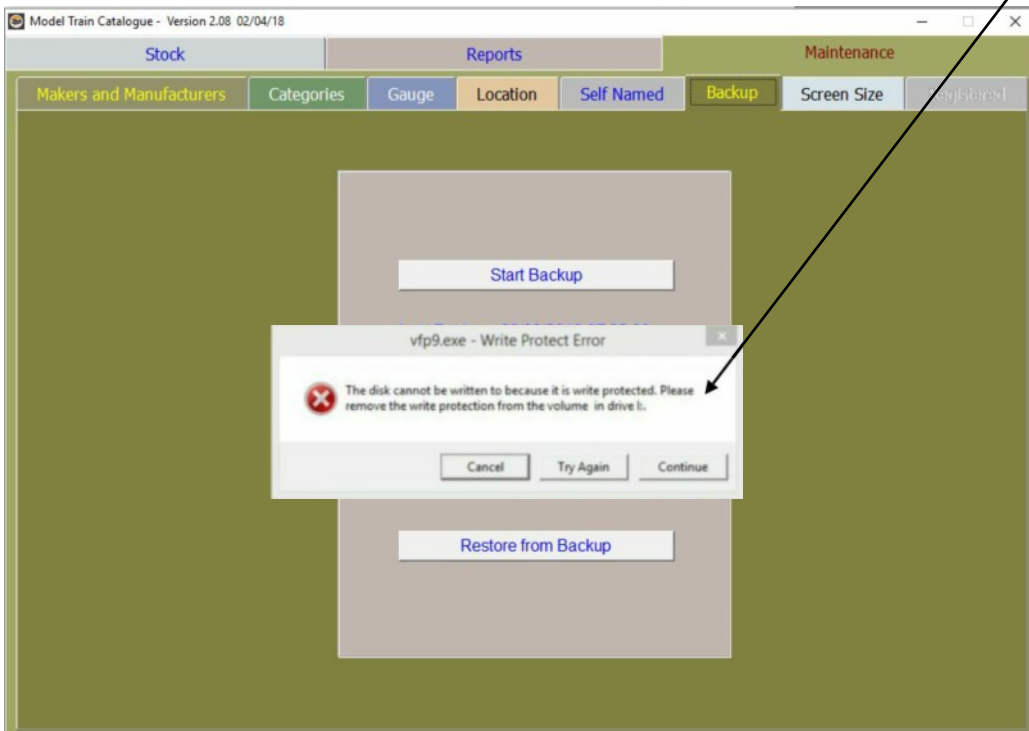 Model Train Catalogue - Version 2.08 02/04/18
Stock Reports Maintenance
Makers and Manufacturers Categories Gauge Location Self Named Backup Screen Size Registered
Start Backup
vfp9.exe - Write Protect Error
The disk cannot be written to because it is write protected. Please
remove the write protection from the volume in drive I:.
Cancel Try Again Continue
Restore from Backup